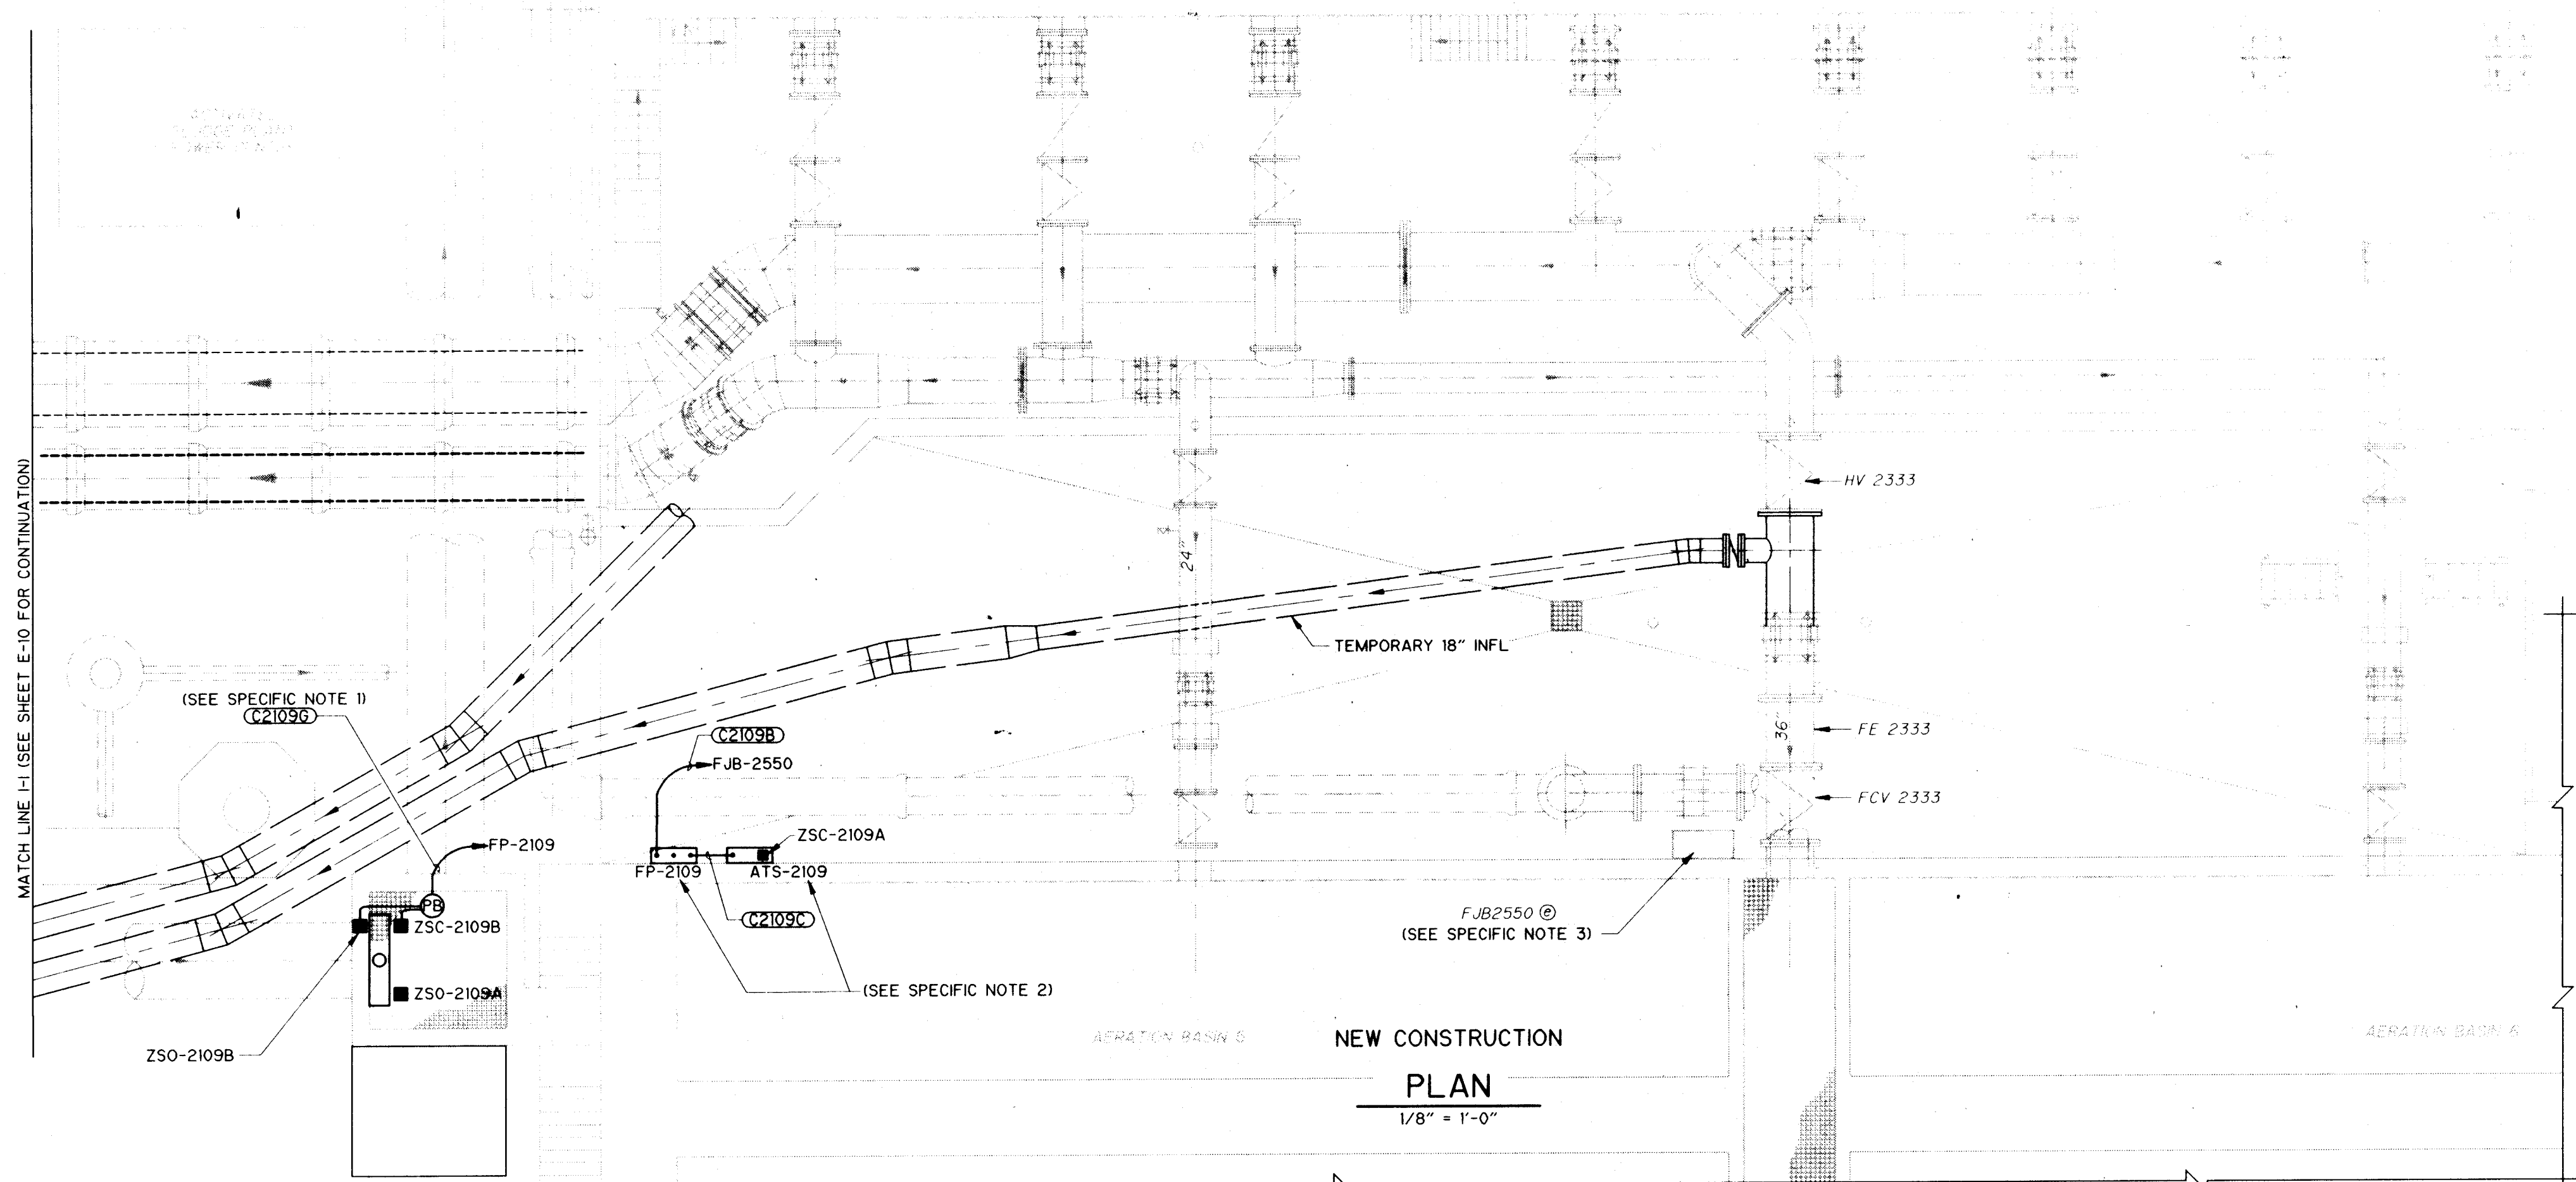 MATCH LINE I-I (SEE SHEET E-10 FOR CONTINUATION)
HV 2333
24"
TEMPORARY 18" INFL
(SEE SPECIFIC NOTE 1)
C2109G
C2109B
FJB-2550
36"
FE 2333
FCV 2333
ZSC-2109A
FP-2109
FP-2109
ATS-2109
PB
ZSC-2109B
C2109C
FJB2550 ⓔ
(SEE SPECIFIC NOTE 3)
ZSO-2109A
(SEE SPECIFIC NOTE 2)
AERATION BASIN 5
NEW CONSTRUCTION
AERATION BASIN 6
ZSO-2109B
PLAN
1/8" = 1'-0"